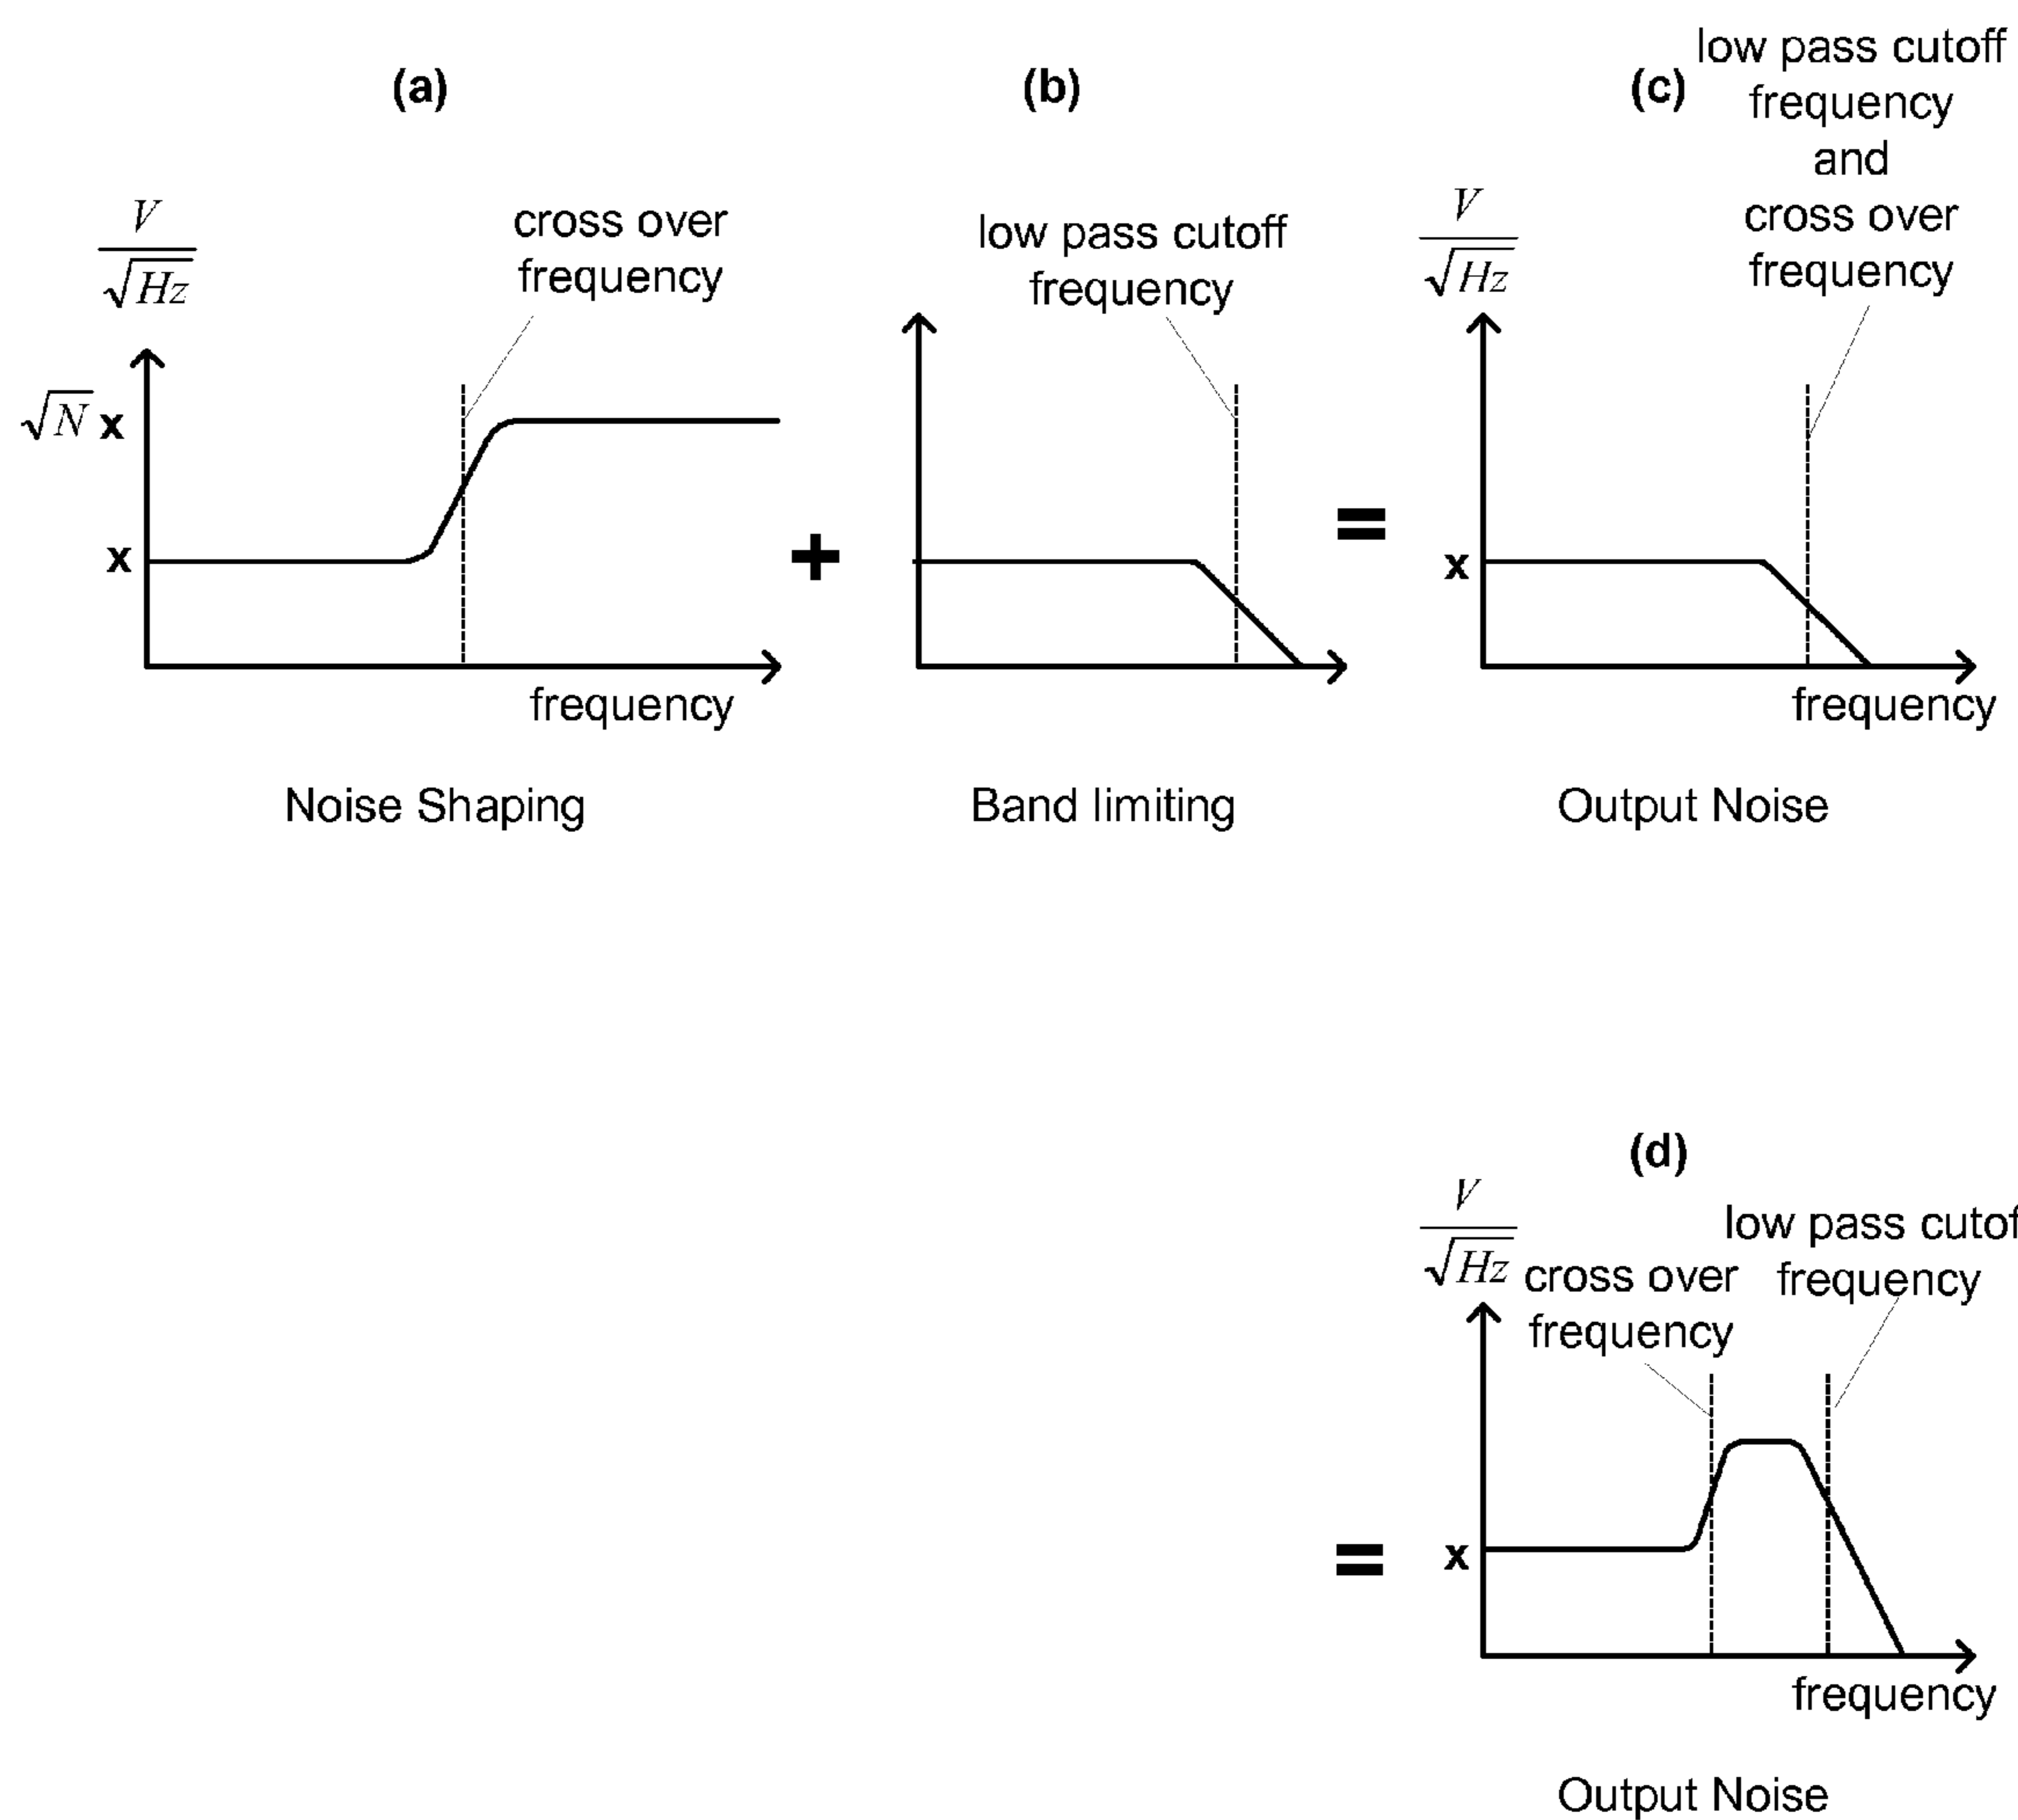 (a)
V
√Hz
cross over
frequency
√N x
x
frequency
Noise Shaping
+
(b)
low pass cutoff
frequency
Band limiting
=
(c)
low pass cutoff
frequency
and
cross over
frequency
V
√Hz
x
frequency
Output Noise
=
(d)
V
√Hz
cross over
frequency
low pass cutof
frequency
x
frequency
Output Noise